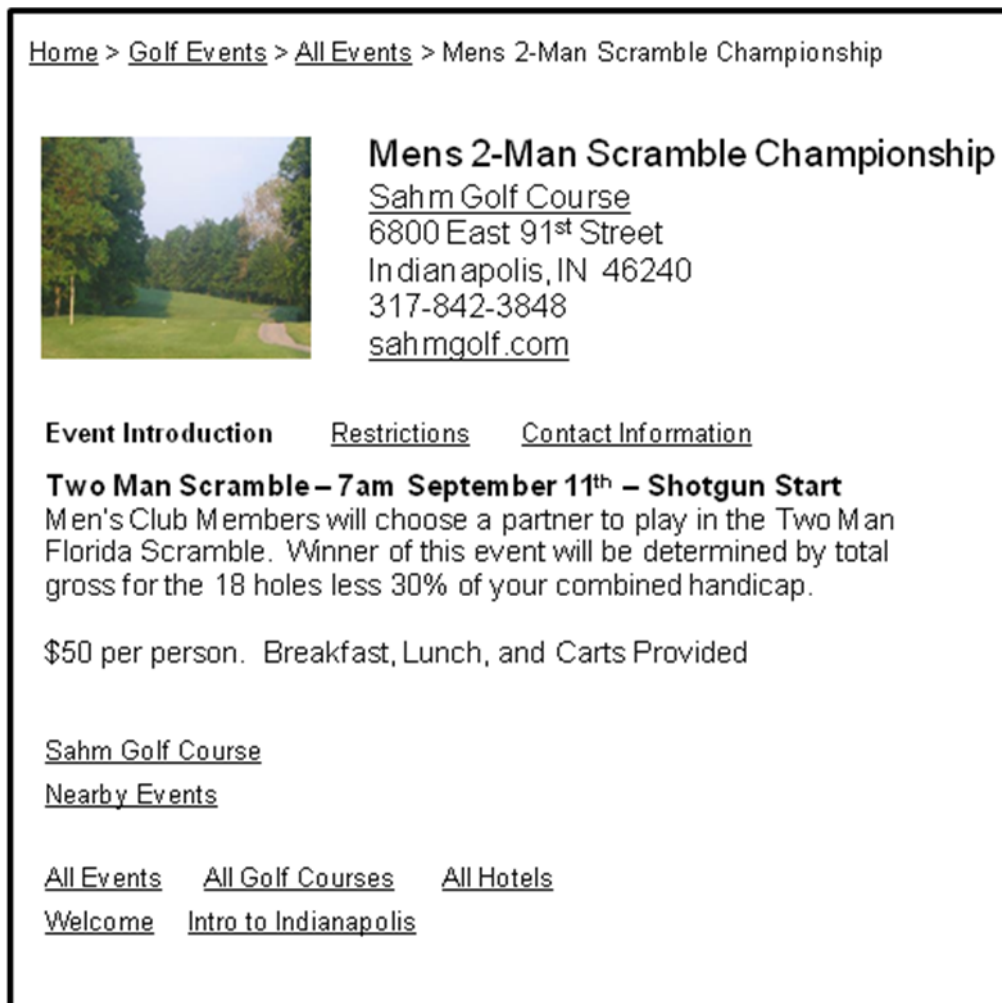 Home > Golf Events > All Events > Mens 2-Man Scramble Championship
Mens 2-Man Scramble Championship
Sahm Golf Course
6800 East 91st Street
Indianapolis, IN 46240
317-842-3848
sahmgolf.com
Event Introduction Restrictions Contact Information
Two Man Scramble – 7am September 11th – Shotgun Start
Men's Club Members will choose a partner to play in the Two Man
Florida Scramble. Winner of this event will be determined by total
gross for the 18 holes less 30% of your combined handicap.
$50 per person. Breakfast, Lunch, and Carts Provided
Sahm Golf Course
Nearby Events
All Events All Golf Courses All Hotels
Welcome Intro to Indianapolis